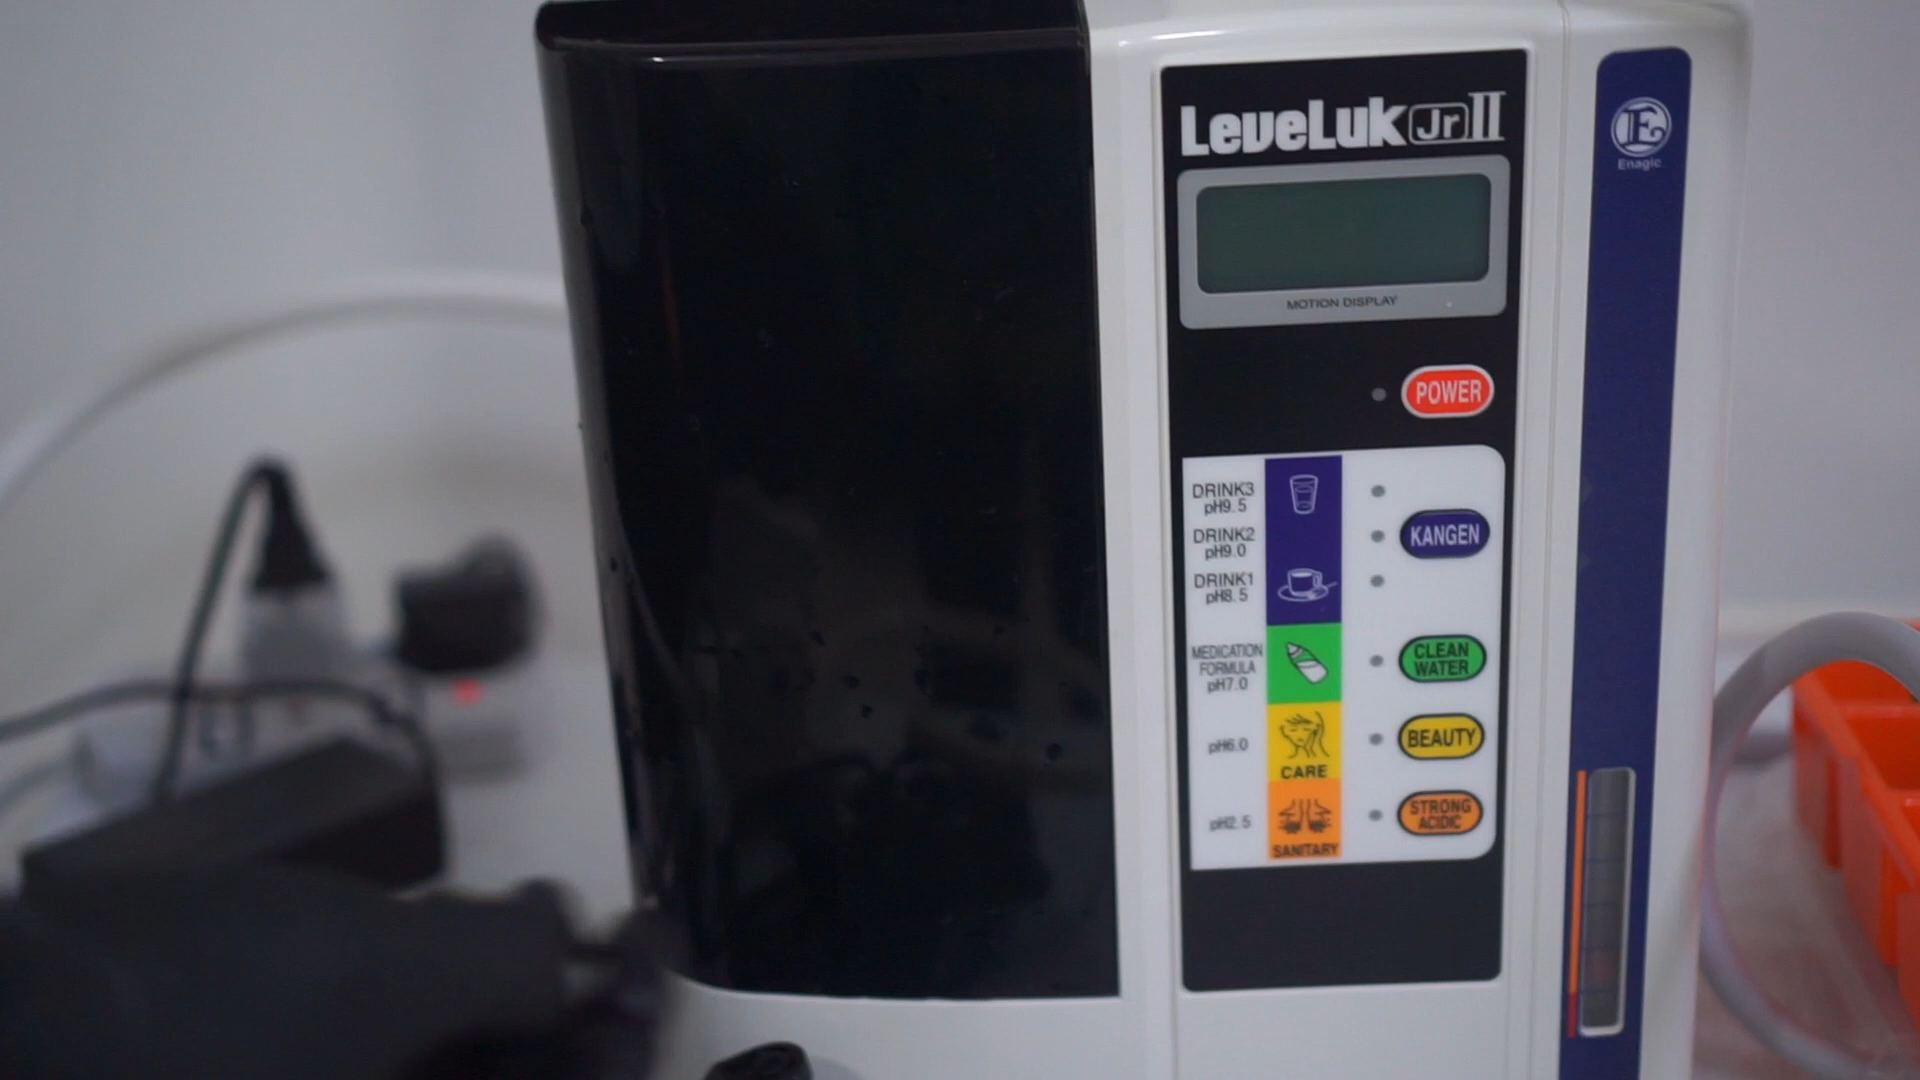 LeveLuk Jr II
Enagic
MOTION DISPLAY
POWER
DRINK3
pH9.5
DRINK2
pH9.0
KANGEN
DRINK1
pH8.5
MEDICATION
FORMULA
pH7.0
CLEAN
WATER
pH6.0
CARE
BEAUTY
pH2.5
SANITARY
STRONG
ACIDIC